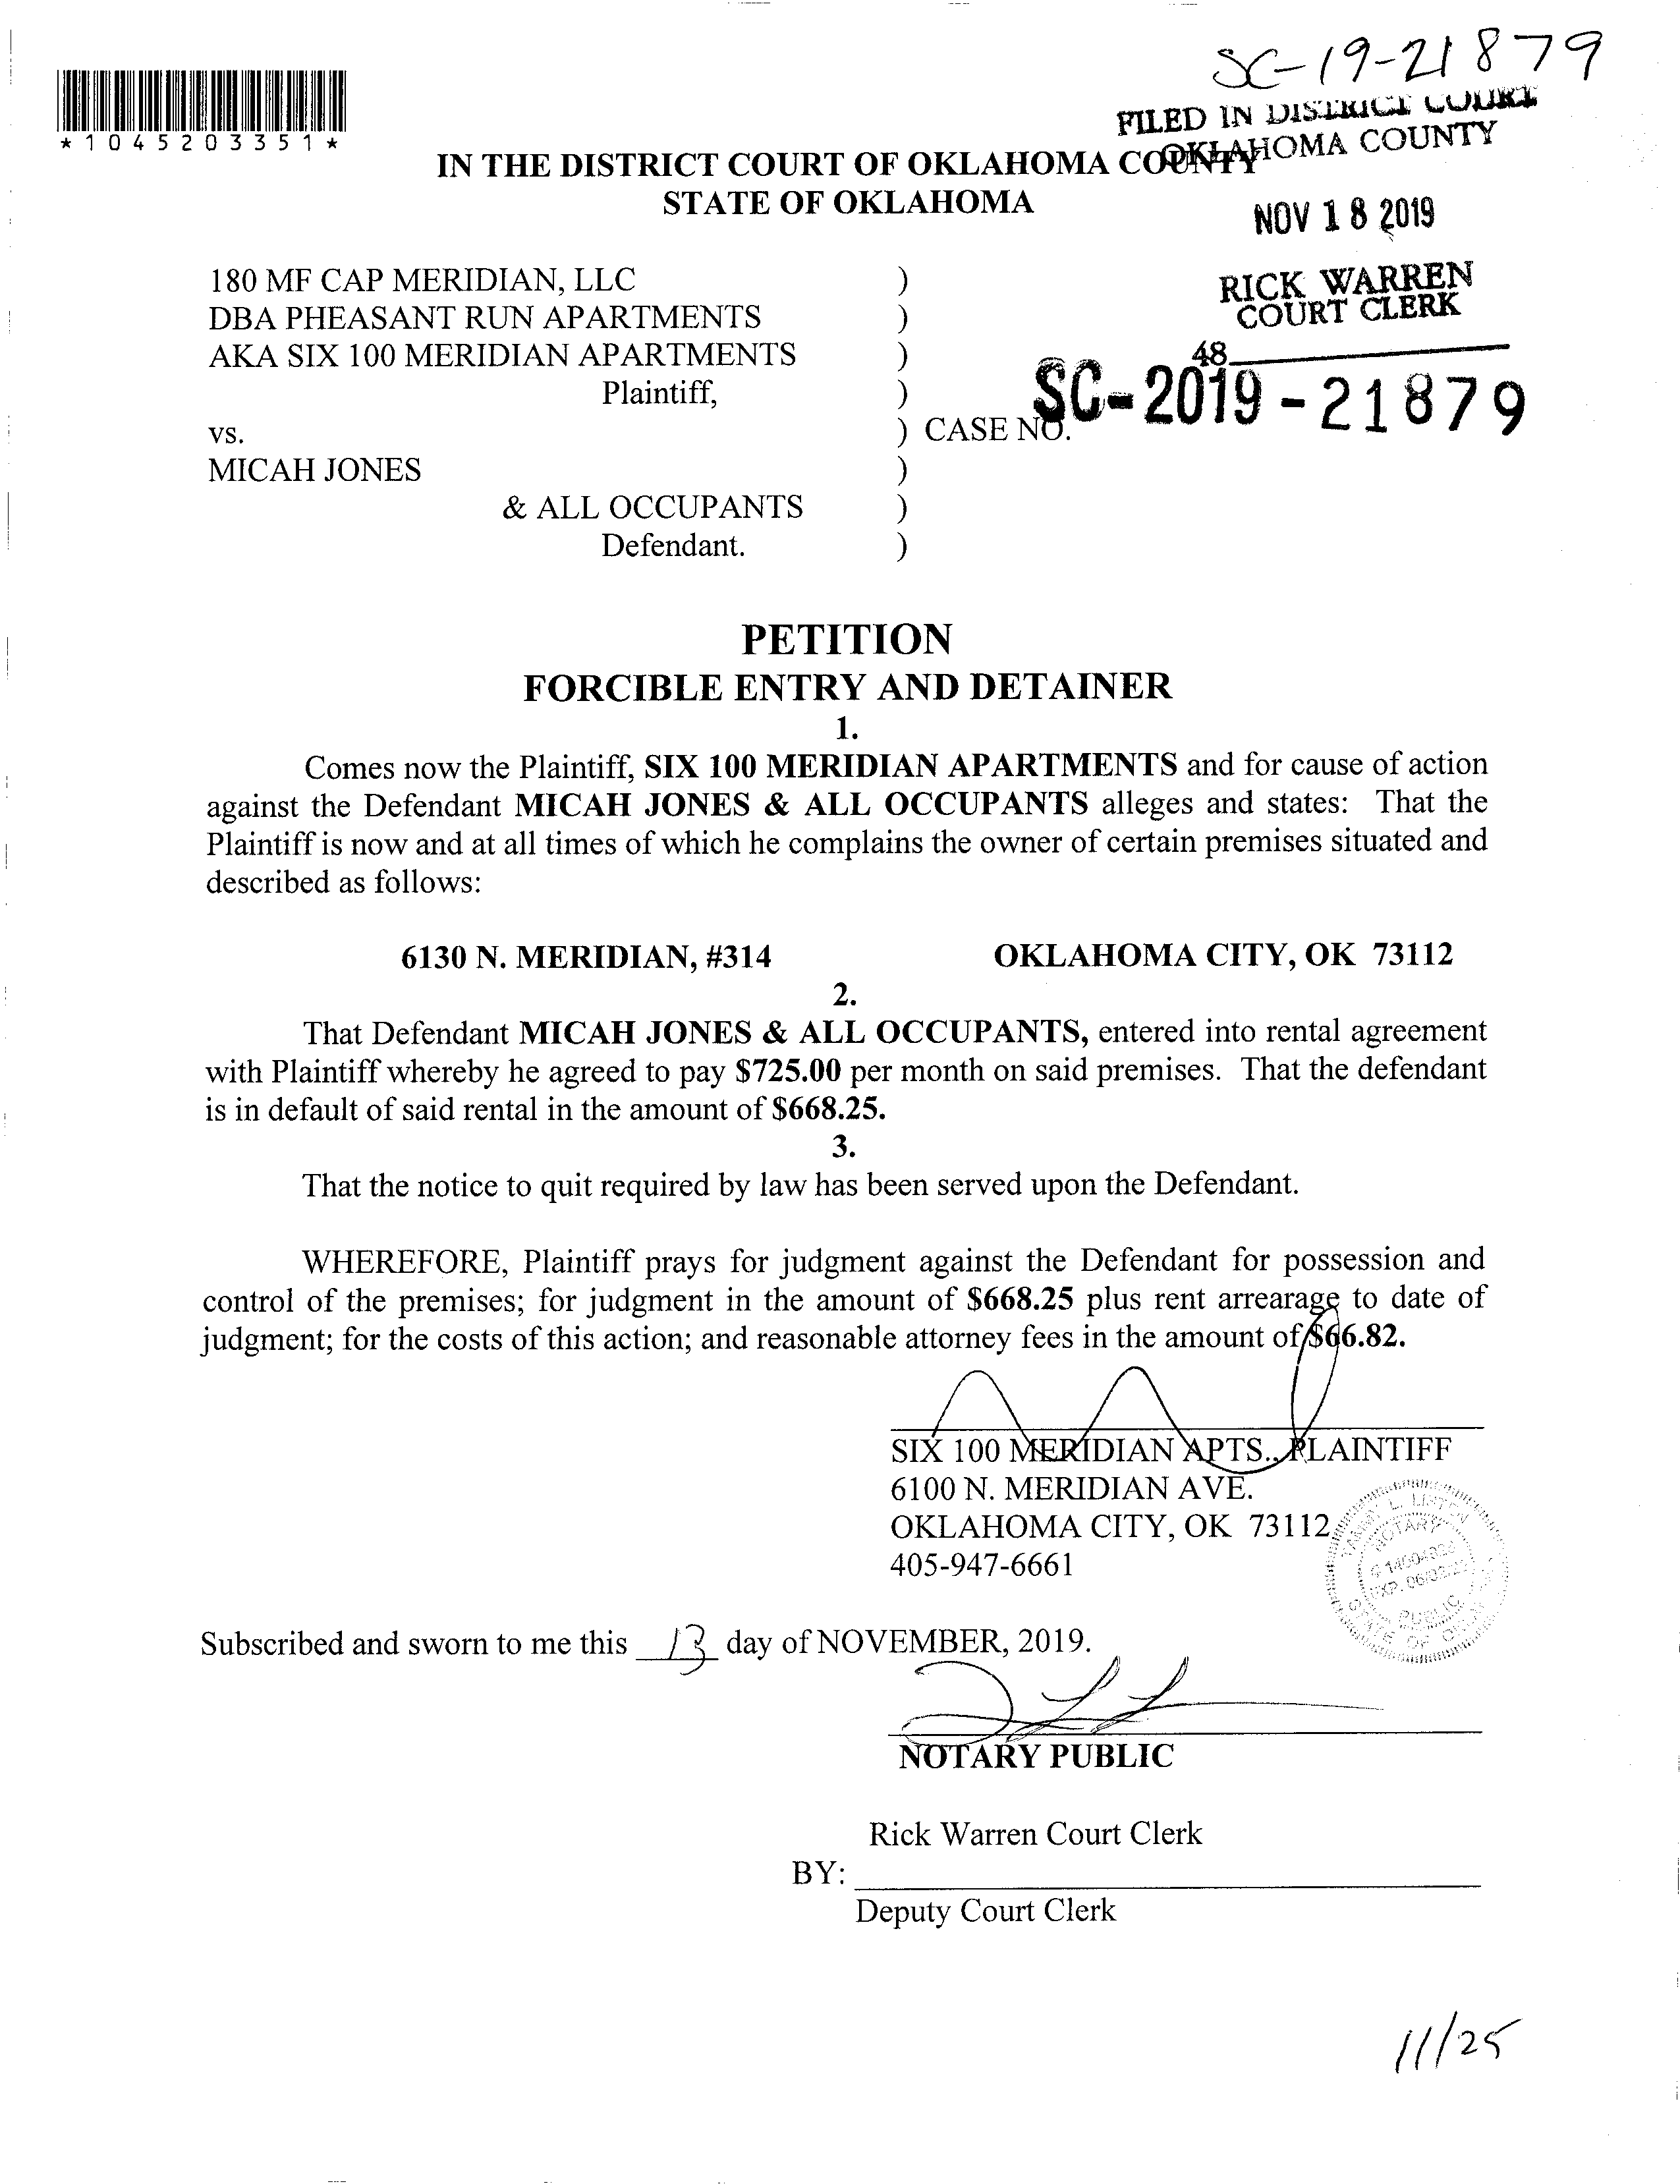 SC-19-21879
*1045203351*
FILED IN DISTRICT COURT
OKLAHOMA COUNTY
IN THE DISTRICT COURT OF OKLAHOMA COUNTY
STATE OF OKLAHOMA
NOV 18 2019
RICK WARREN
COURT CLERK
48
180 MF CAP MERIDIAN, LLC )
DBA PHEASANT RUN APARTMENTS )
AKA SIX 100 MERIDIAN APARTMENTS )
Plaintiff, )
vs. ) CASE NO. SC-2019-21879
MICAH JONES )
& ALL OCCUPANTS )
Defendant. )
PETITION
FORCIBLE ENTRY AND DETAINER
1.
Comes now the Plaintiff, SIX 100 MERIDIAN APARTMENTS and for cause of action
against the Defendant MICAH JONES & ALL OCCUPANTS alleges and states: That the
Plaintiff is now and at all times of which he complains the owner of certain premises situated and
described as follows:
6130 N. MERIDIAN, #314 OKLAHOMA CITY, OK 73112
2.
That Defendant MICAH JONES & ALL OCCUPANTS, entered into rental agreement
with Plaintiff whereby he agreed to pay $725.00 per month on said premises. That the defendant
is in default of said rental in the amount of $668.25.
3.
That the notice to quit required by law has been served upon the Defendant.
WHEREFORE, Plaintiff prays for judgment against the Defendant for possession and
control of the premises; for judgment in the amount of $668.25 plus rent arrearage to date of
judgment; for the costs of this action; and reasonable attorney fees in the amount of $66.82.
SIX 100 MERIDIAN APTS., PLAINTIFF
6100 N. MERIDIAN AVE.
OKLAHOMA CITY, OK 73112
405-947-6661
NOTARY
PUBLIC
Subscribed and sworn to me this 13 day of NOVEMBER, 2019.
NOTARY PUBLIC
Rick Warren Court Clerk
BY:
Deputy Court Clerk
11/25